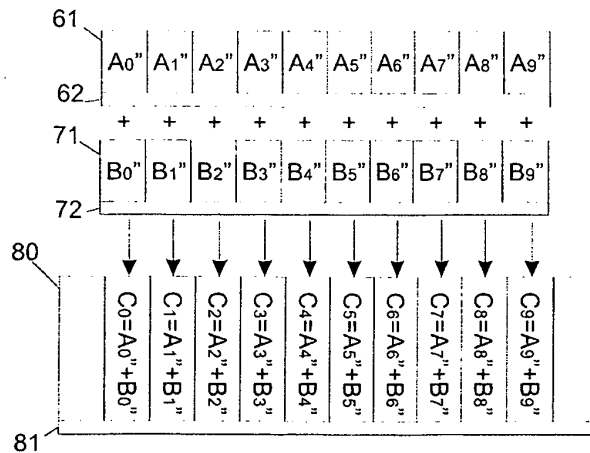 61
A0” A1” A2” A3” A4” A5” A6” A7” A8” A9”
62
+ + + + + + + + + +
71
B0” B1” B2” B3” B4” B5” B6” B7” B8” B9”
72
80
C0=A0”+B0”
C1=A1”+B1”
C2=A2”+B2”
C3=A3”+B3”
C4=A4”+B4”
C5=A5”+B5”
C6=A6”+B6”
C7=A7”+B7”
C8=A8”+B8”
C9=A9”+B9”
81